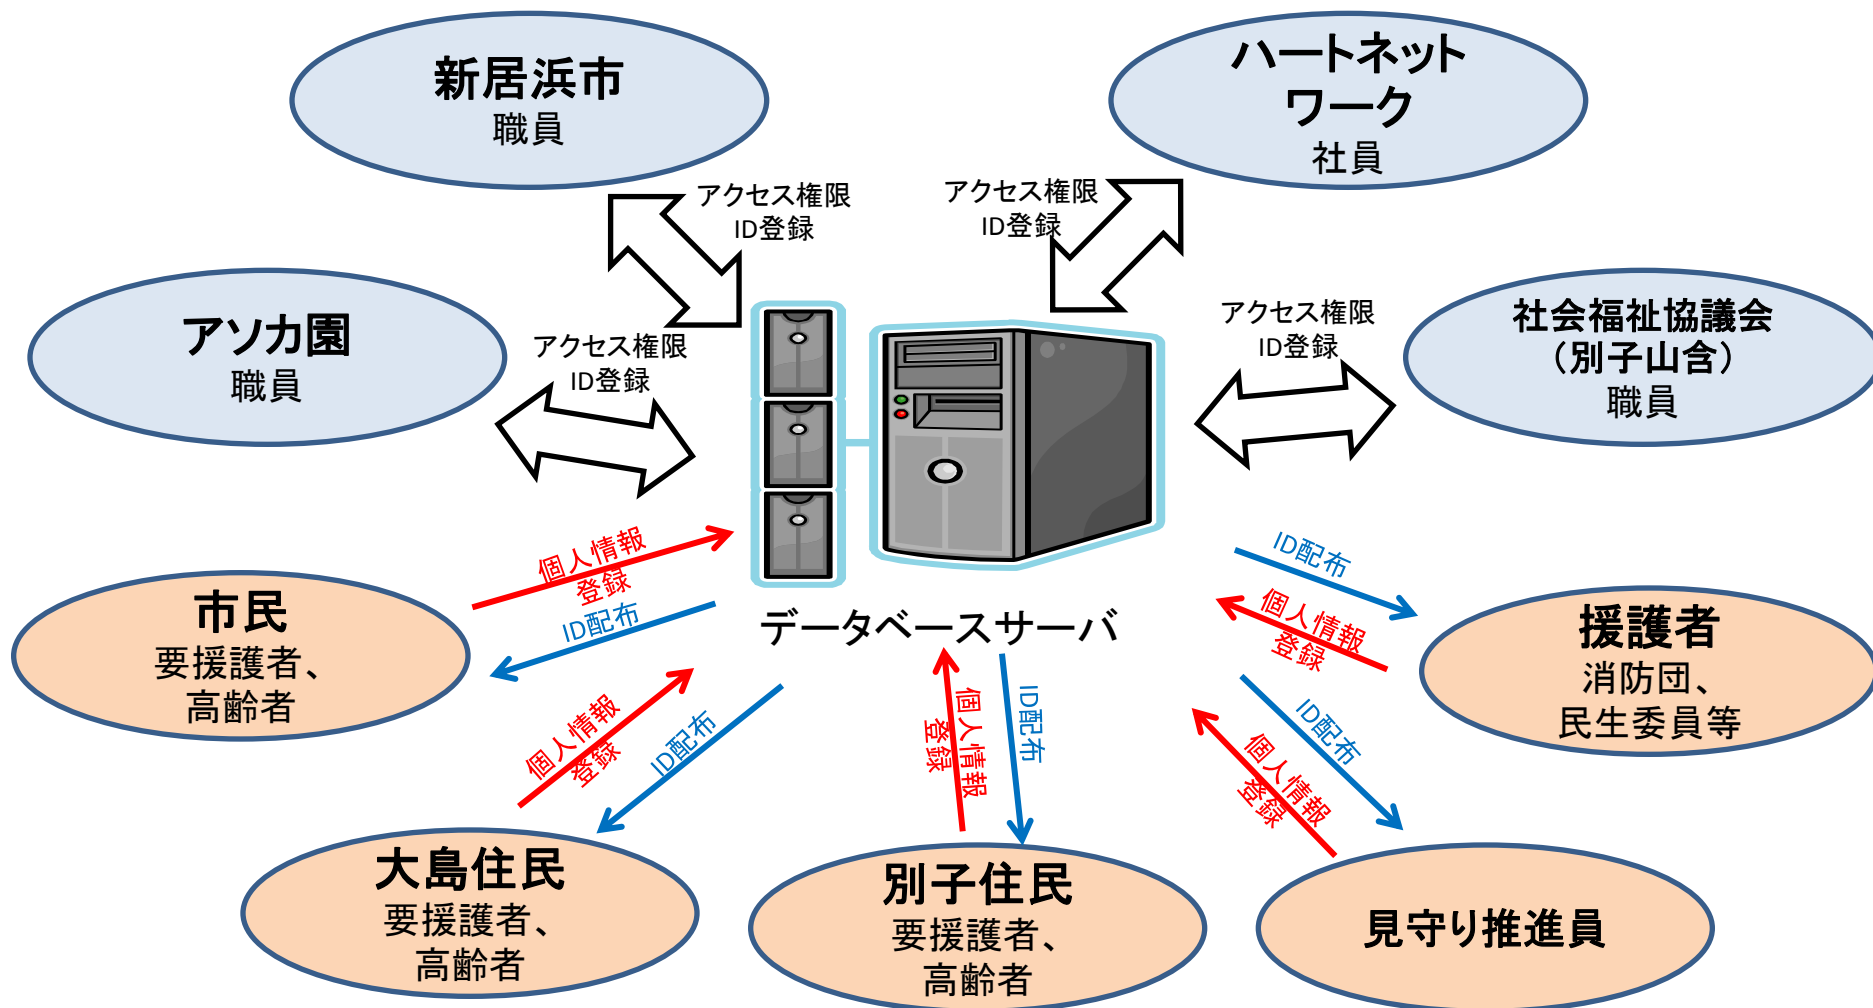 新居浜市
職員
ハートネット
ワーク
社員
アクセス権限
ID登録
アクセス権限
ID登録
アソカ園
職員
アクセス権限
ID登録
アクセス権限
ID登録
社会福祉協議会
（別子山含）
職員
個人情報
登録
ID配布
市民
要援護者、
高齢者
データベースサーバ
ID配布
個人情報
登録
援護者
消防団、
民生委員等
個人情報
登録
ID配布
個人情報
登録
ID配布
ID配布
個人情報
登録
大島住民
要援護者、
高齢者
別子住民
要援護者、
高齢者
見守り推進員